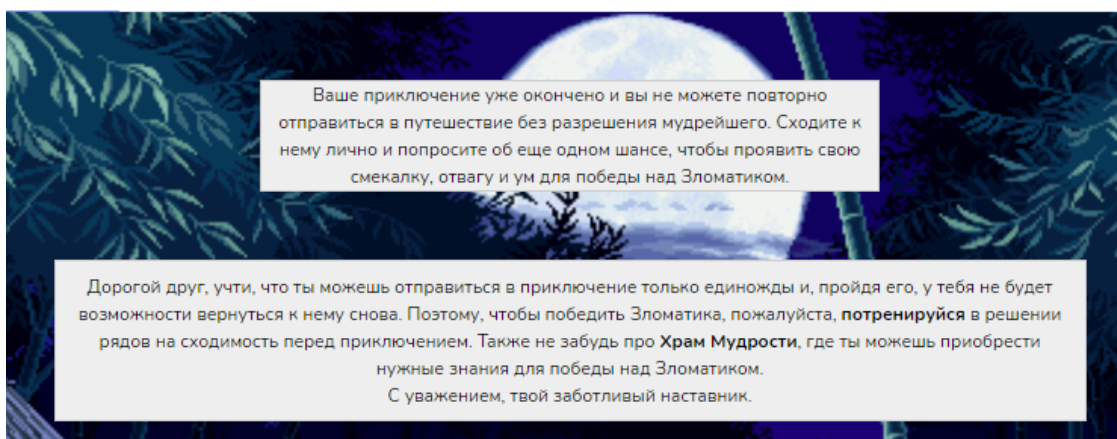 Ваше приключение уже окончено и вы не можете повторно
отправиться в путешествие без разрешения мудрейшего. Сходите к
нему лично и попросите об еще одном шансе, чтобы проявить свою
смекалку, отвагу и ум для победы над Зломатиком.
Дорогой друг, учти, что ты можешь отправиться в приключение только единожды и, пройдя его, у тебя не будет
возможности вернуться к нему снова. Поэтому, чтобы победить Зломатика, пожалуйста, потренируйся в решении
рядов на сходимость перед приключением. Также не забудь про Храм Мудрости, где ты можешь приобрести
нужные знания для победы над Зломатиком.
С уважением, твой заботливый наставник.